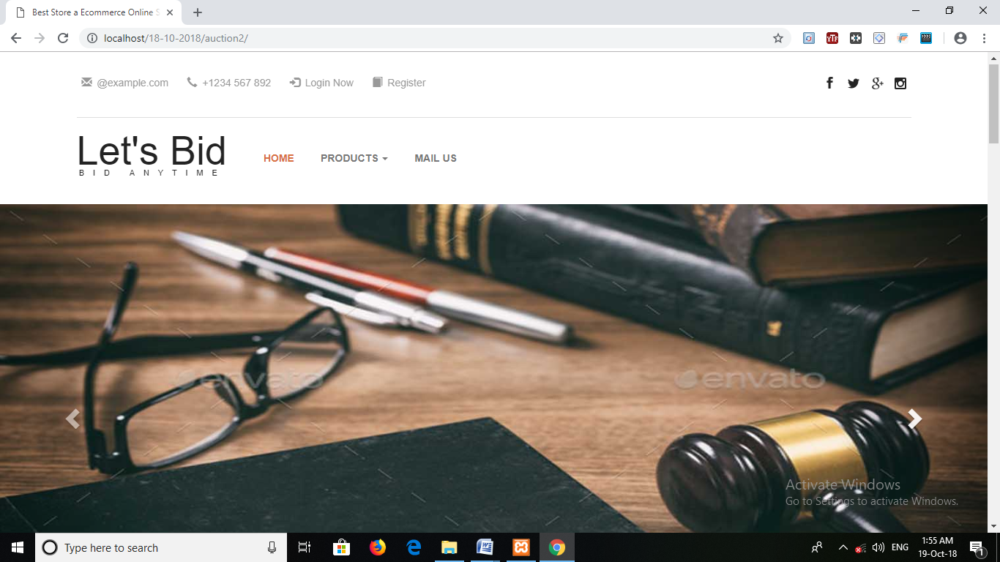 Best Store a Ecommerce Online S
localhost/18-10-2018/auction2/
YTF
@example.com +1234 567 892 Login Now Register
Let's Bid
BID ANYTIME
HOME PRODUCTS MAIL US
envato envato
Activate Windows
Go to Settings to activate Windows.
Type here to search
ENG
1:55 AM
19-Oct-18
1